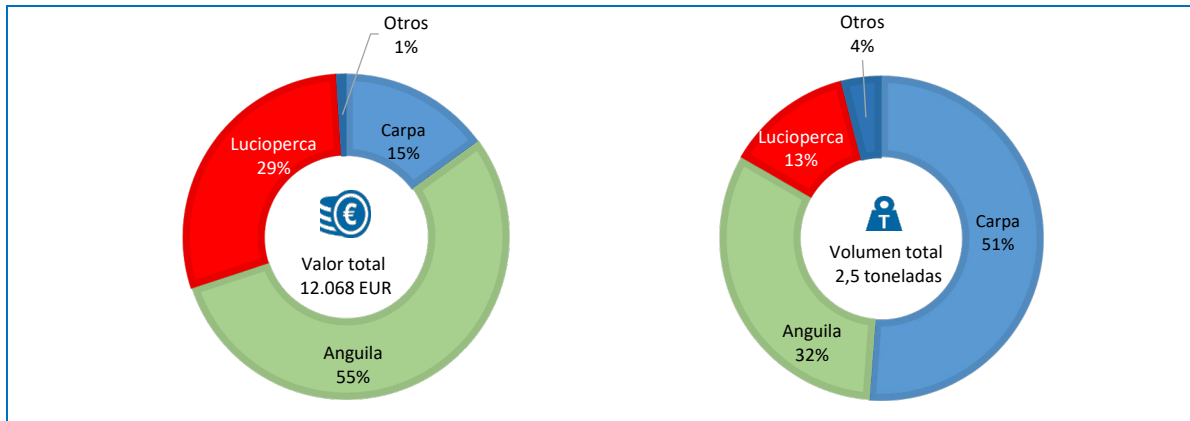 Otros
1%
Carpa
15%
Lucioperca
29%
€
Valor total
12.068 EUR
Anguila
55%
Otros
4%
Lucioperca
13%
Carpa
51%
T
Volumen total
2,5 toneladas
Anguila
32%